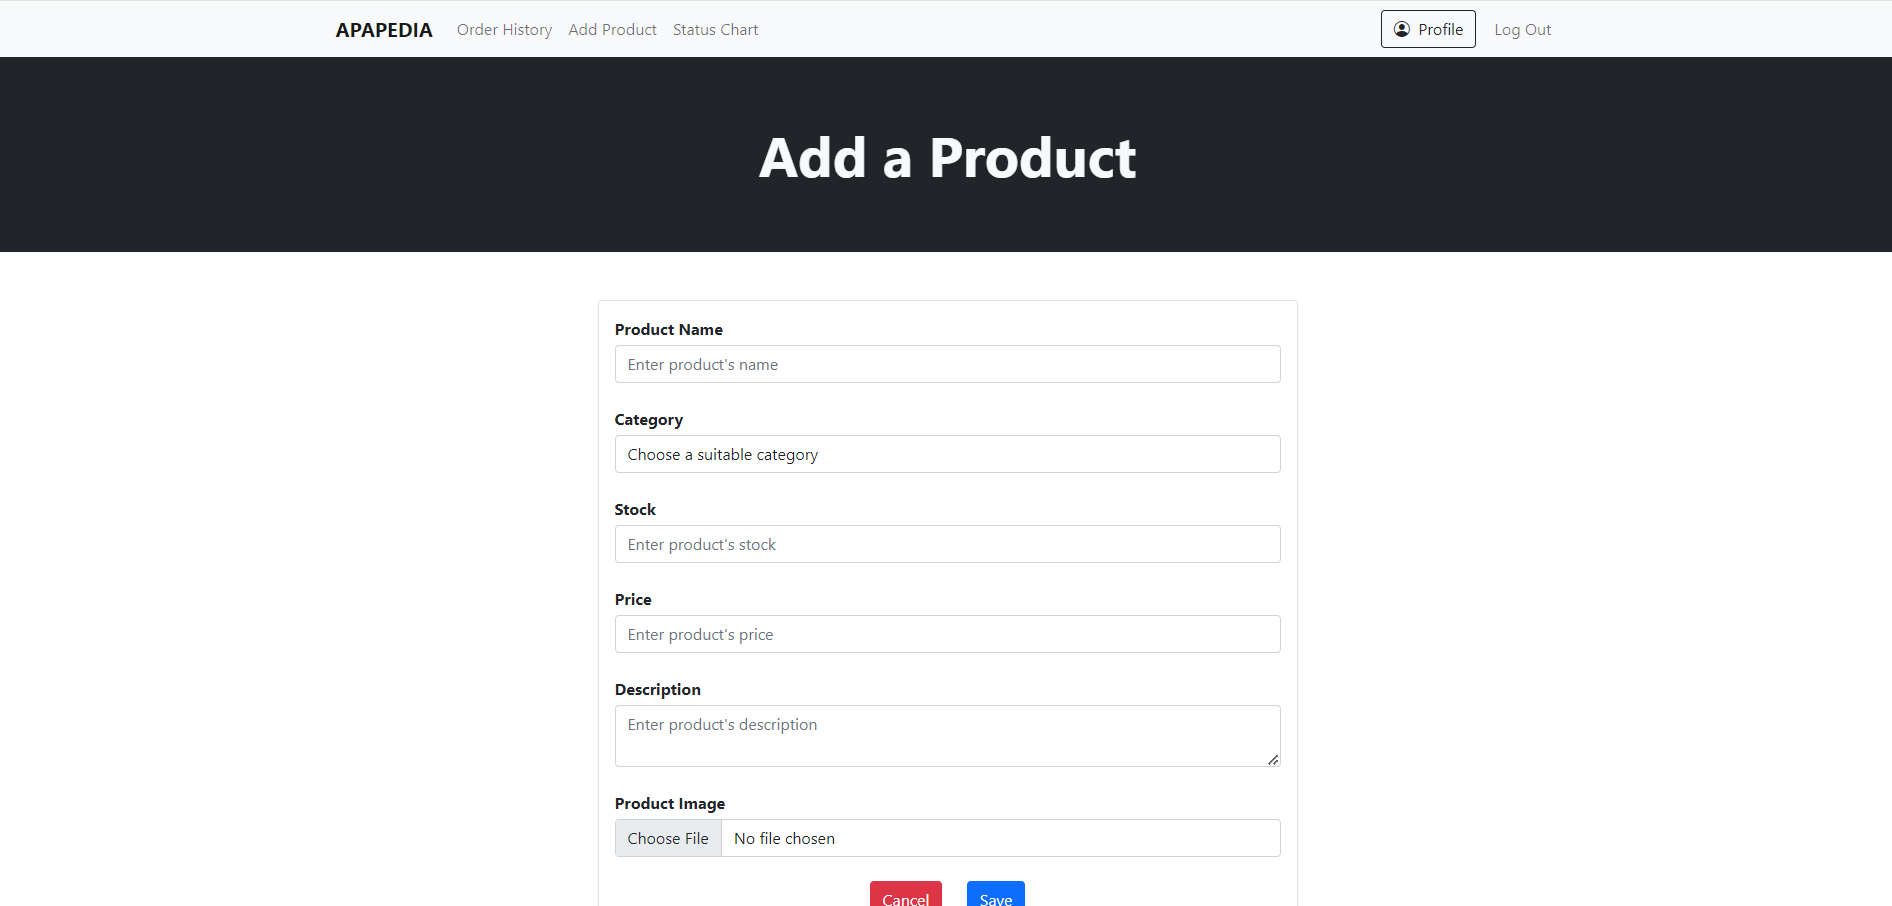 APAPEDIA Order History Add Product Status Chart Profile Log Out
Add a Product
Product Name
Enter product's name
Category
Choose a suitable category
Stock
Enter product's stock
Price
Enter product's price
Description
Enter product's description
Product Image
Choose File No file chosen
Cancel Save